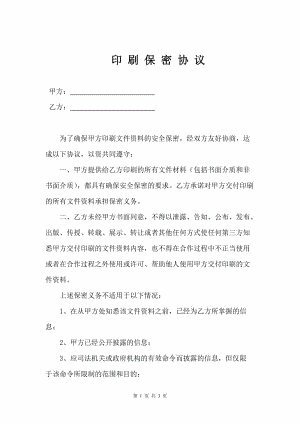 印 刷 保 密 协 议
甲方：
乙方：
为了确保甲方印刷文件资料的安全保密，经双方友好协商，达
成以下协议，以资共同遵守：
一、甲方提供给乙方印刷的所有文件材料（包括书面介质和非
书面介质），都具有确保安全保密的要求。乙方承诺对甲方交付印刷
的所有文件资料承担保密义务。
二、乙方未经甲方书面同意，不得以泄露、告知、公布、发布、
出版、传授、转载、展示、转让或者其他任何方式使任何第三方知
悉甲方交付印刷的文件资料内容，也不得在合作过程中不正当使用
或者在合作过程之外使用或许可、帮助他人使用甲方交付印刷的文
件资料。
上述保密义务不适用于以下情况：
1、在从甲方处知悉该文件资料之前，已经为乙方所掌握的信
息；
2、甲方已经公开披露的信息；
3、应司法机关或政府机构的有效命令而披露的信息，但仅限
于该命令所限制的范围和目的；
第 1 页 共 3 页